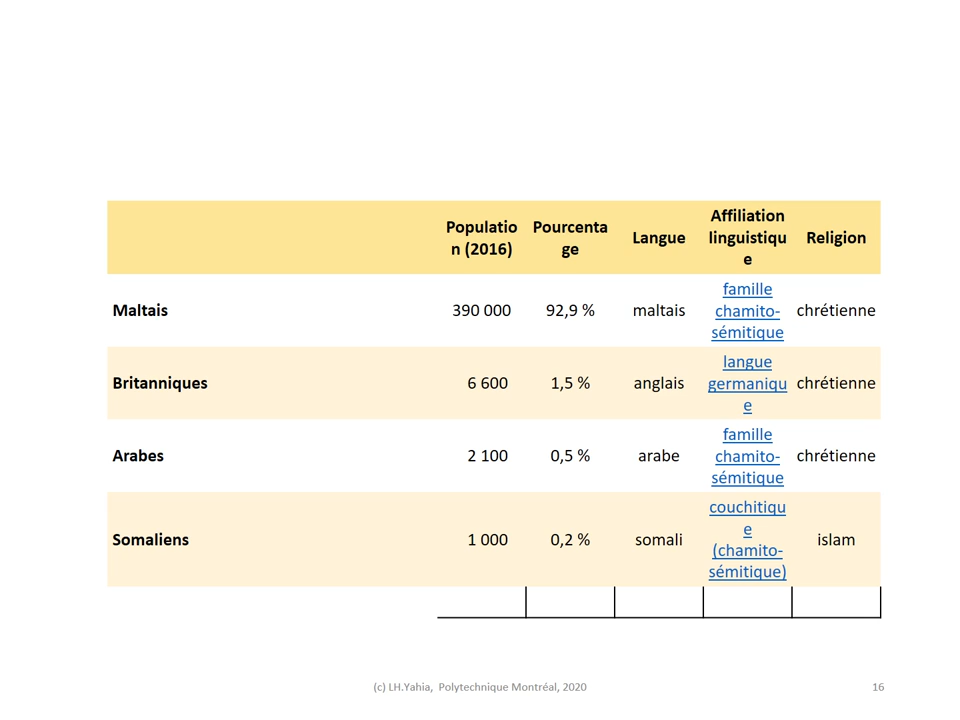 Populatio
n (2016)
Pourcenta
ge
Langue
Affiliation
linguistiqu
e
Religion
Maltais
390 000
92,9 %
maltais
famille
chamito-
sémitique
chrétienne
Britanniques
6 600
1,5 %
anglais
langue
germaniqu
e
chrétienne
Arabes
2 100
0,5 %
arabe
famille
chamito-
sémitique
chrétienne
Somaliens
1 000
0,2 %
somali
couchitiqu
e
(chamito-
sémitique)
islam
(c) LH.Yahia, Polytechnique Montréal, 2020
16